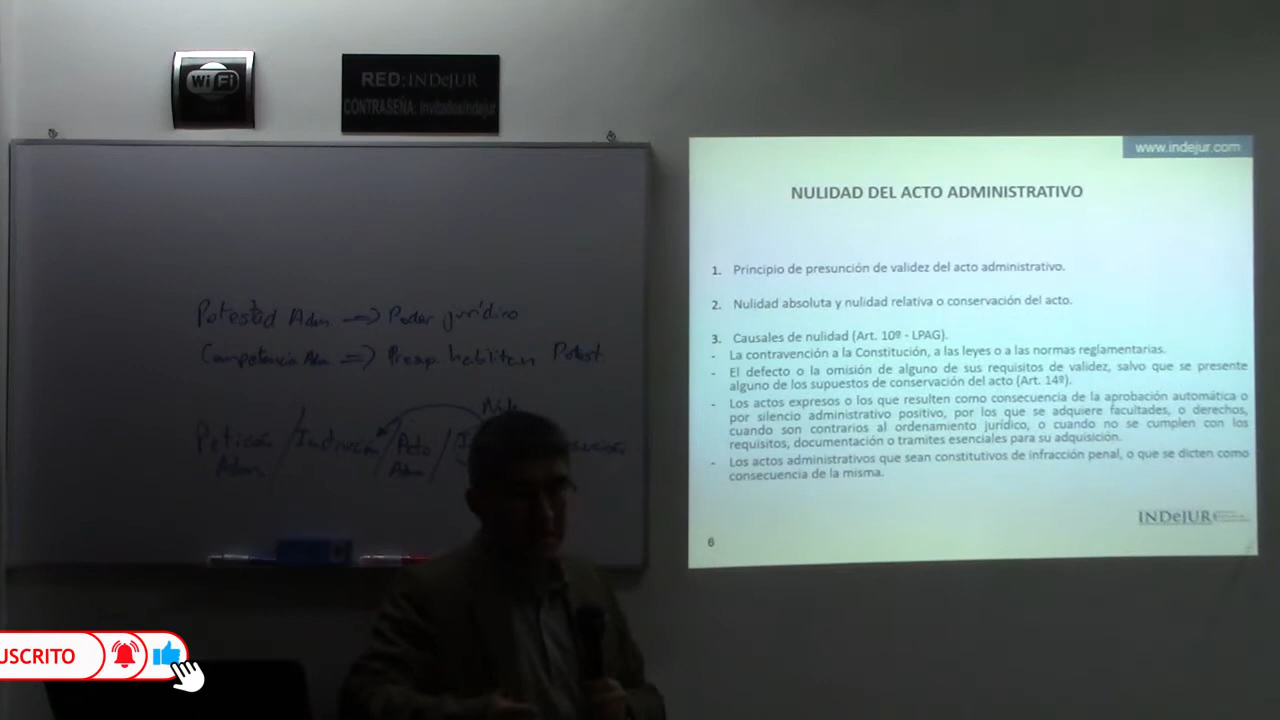 WiFi
RED: INDeJUR
CONTRASEÑA: Invitadosindejur
Potestad Adm. => Poder jurídico
Competencia Adm => Presup. habilitan Potest
Petición / / Acto /
Adm Adm
www.indejur.com
NULIDAD DEL ACTO ADMINISTRATIVO
1. Principio de presunción de validez del acto administrativo.
2. Nulidad absoluta y nulidad relativa o conservación del acto.
3. Causales de nulidad (Art. 10º - LPAG).
- La contravención a la Constitución, a las leyes o a las normas reglamentarias.
- El defecto o la omisión de alguno de sus requisitos de validez, salvo que se presente
alguno de los supuestos de conservación del acto (Art. 14º).
- Los actos expresos o los que resulten como consecuencia de la aprobación automática o
por silencio administrativo positivo, por los que se adquiere facultades, o derechos,
cuando son contrarios al ordenamiento jurídico, o cuando no se cumplen con los
requisitos, documentación o tramites esenciales para su adquisición.
- Los actos administrativos que sean constitutivos de infracción penal, o que se dicten como
consecuencia de la misma.
INDeJUR
6
USCRITO